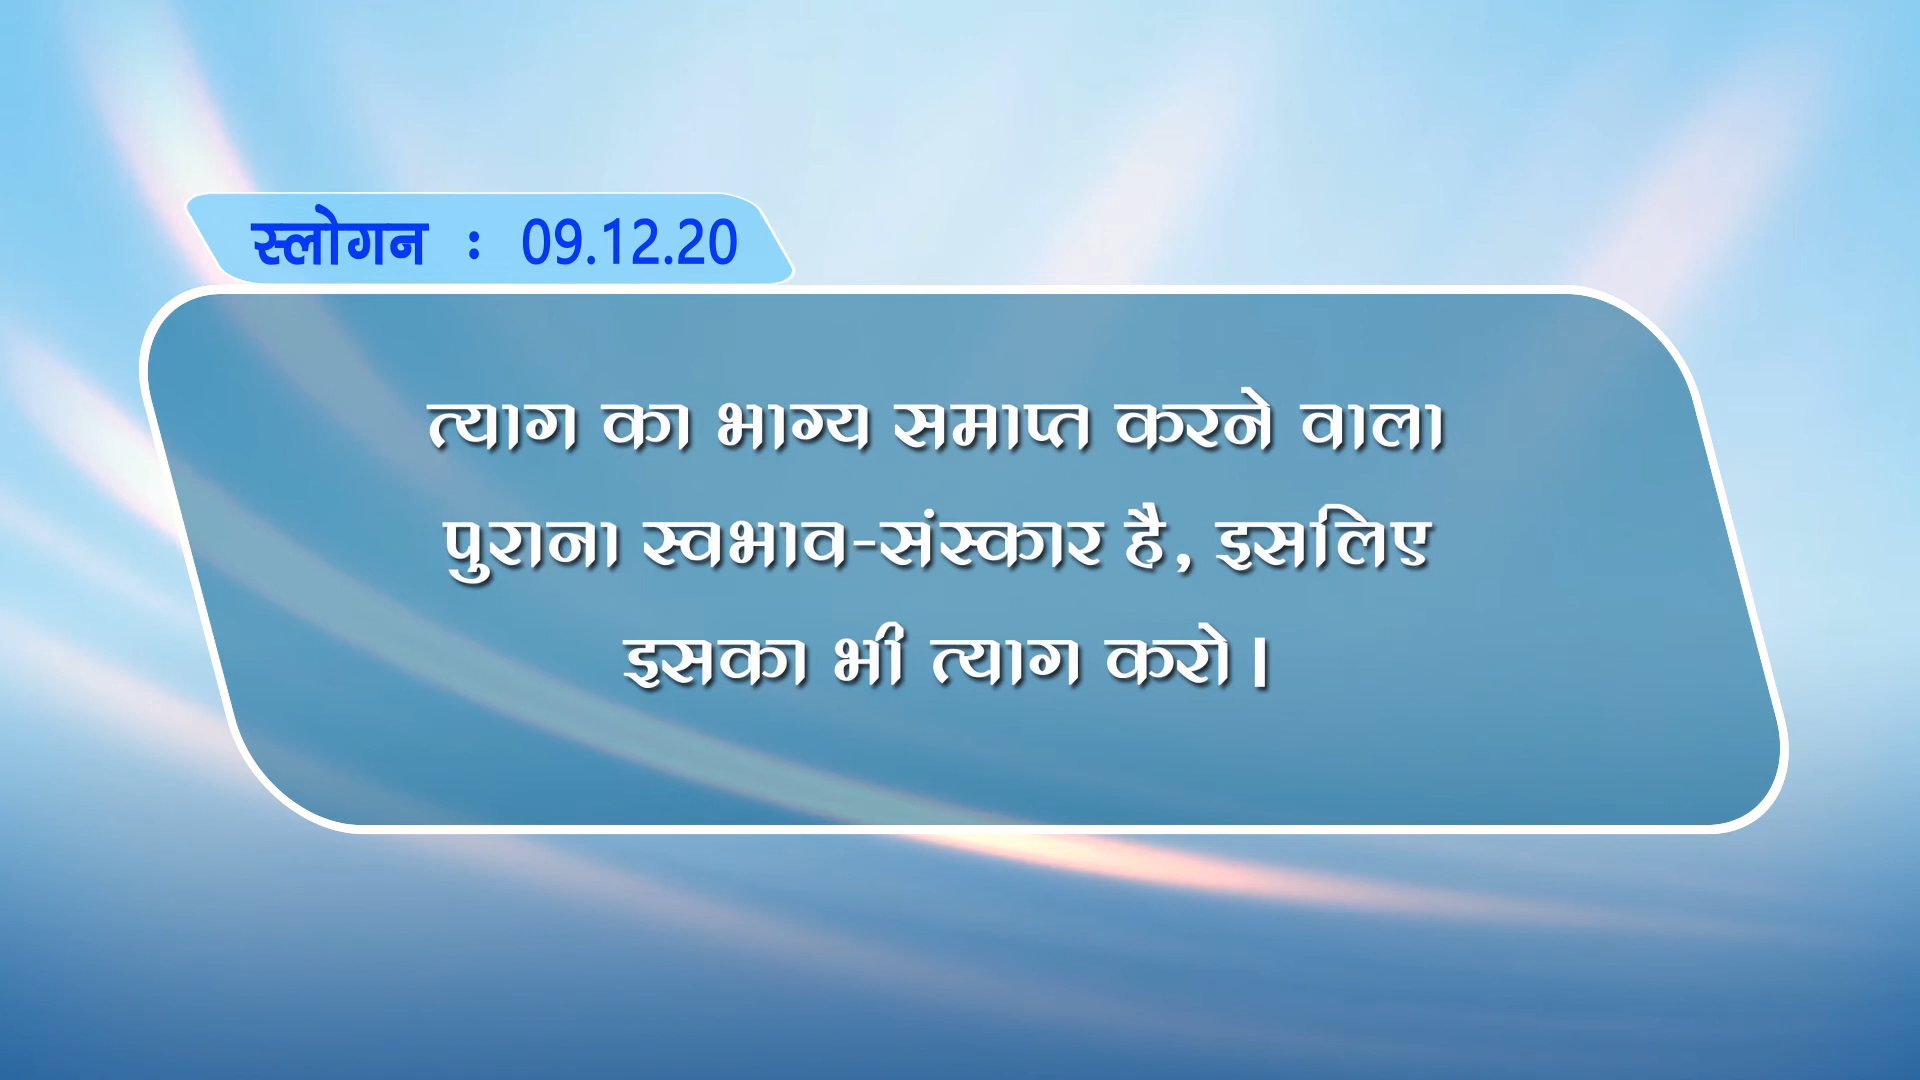 स्लोगन : 09.12.20
त्याग का भाग्य समाप्त करने वाला
पुराना स्वभाव-संस्कार है, इसलिए
इसका भी त्याग करो।